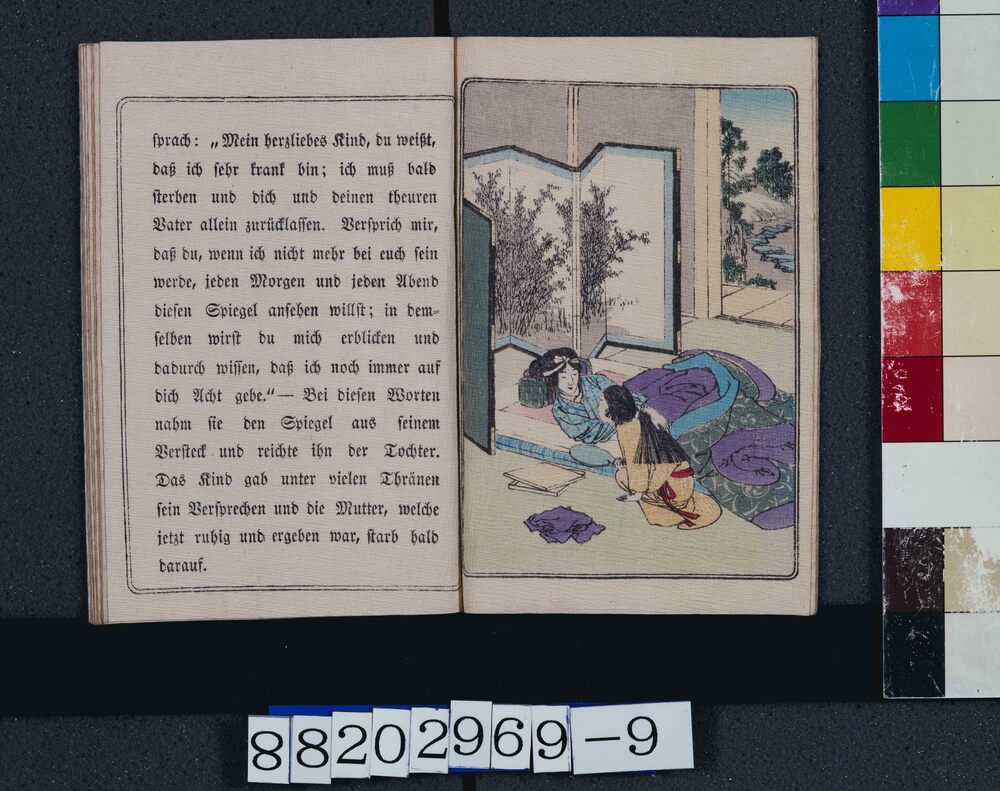 sprach: „Mein herzliebes Kind, du weißt,
daß ich sehr krank bin; ich muß bald
sterben und dich und deinen theuren
Vater allein zurücklassen. Versprich mir,
daß du, wenn ich nicht mehr bei euch sein
werde, jeden Morgen und jeden Abend
diesen Spiegel ansehen willst; in dem-
selben wirst du mich erblicken und
dadurch wissen, daß ich noch immer auf
dich Acht gebe.“ — Bei diesen Worten
nahm sie den Spiegel aus seinem
Versteck und reichte ihn der Tochter.
Das Kind gab unter vielen Thränen
sein Versprechen und die Mutter, welche
jetzt ruhig und ergeben war, starb bald
darauf.
88202969-9